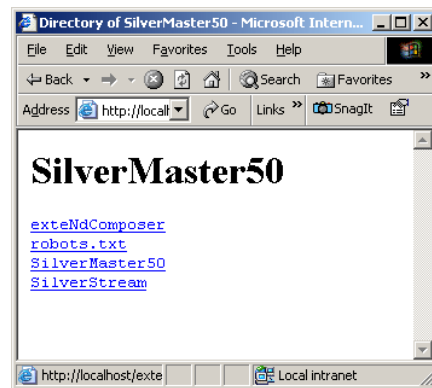 Directory of SilverMaster50 - Microsoft Intern...
File Edit View Favorites Tools Help
Back Search Favorites »
Address http://localh Go Links » SnagIt
SilverMaster50
exteNdComposer
robots.txt
SilverMaster50
SilverStream
http://localhost/exte Local intranet